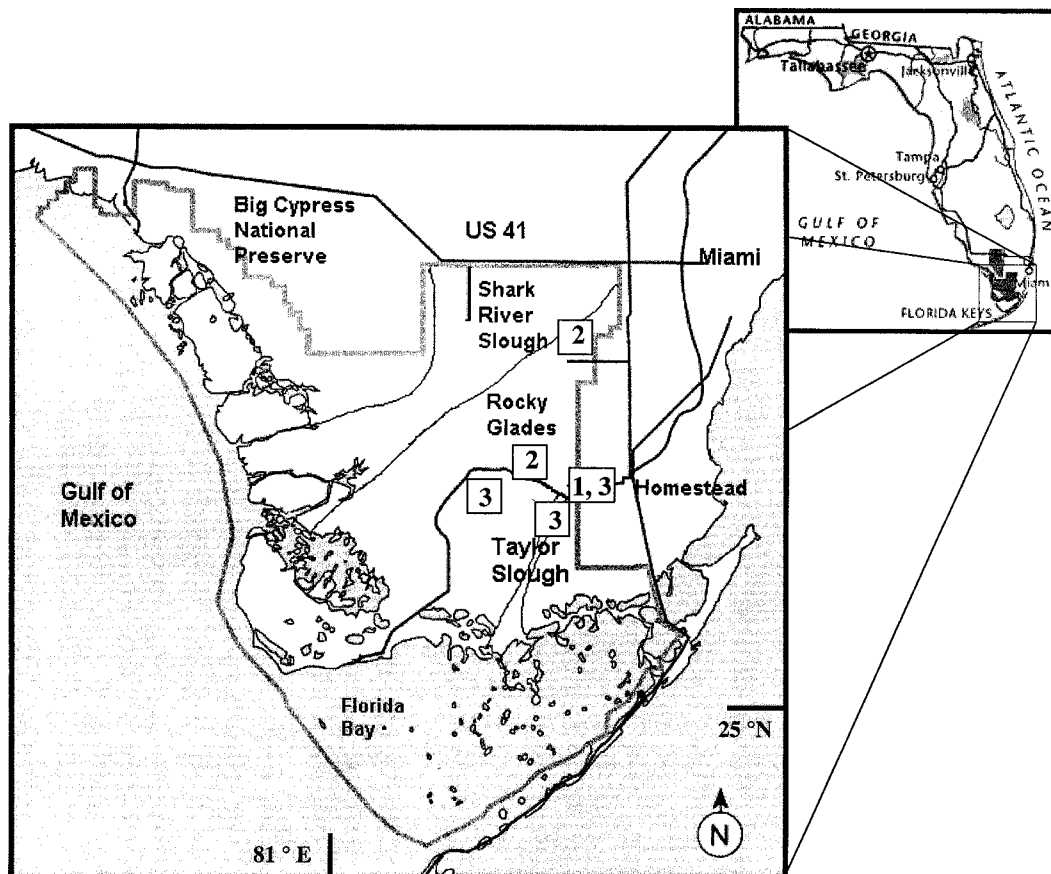 ALABAMA
GEORGIA
Tallahassee
Jacksonville
ATLANTIC OCEAN
Tampa
St. Petersburg
GULF OF
MEXICO
Miami
FLORIDA KEYS
Big Cypress
National
Preserve
US 41
Miami
Shark
River
Slough
2
Rocky
Glades
2
1, 3
Homestead
3
3
Taylor
Slough
Gulf of
Mexico
Florida
Bay
25 °N
81 ° E
N